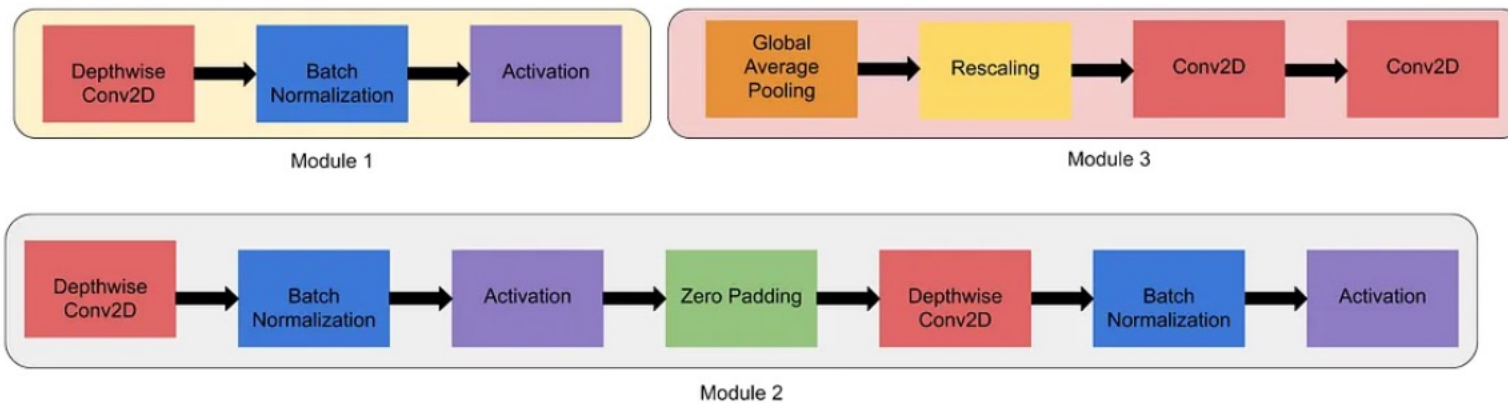 Depthwise
Conv2D
Batch
Normalization
Activation
Module 1
Global
Average
Pooling
Rescaling
Conv2D
Conv2D
Module 3
Depthwise
Conv2D
Batch
Normalization
Activation
Zero Padding
Depthwise
Conv2D
Batch
Normalization
Activation
Module 2